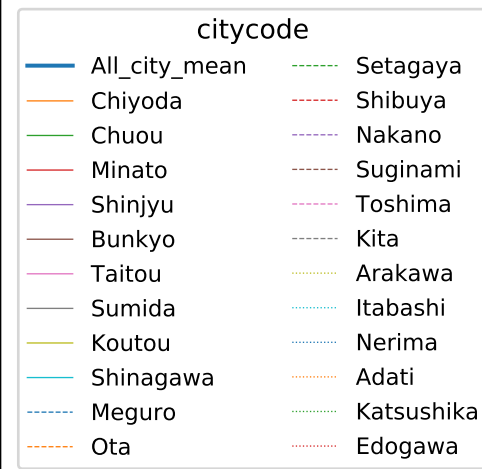 citycode
All_city_mean
Chiyoda
Chuou
Minato
Shinjyu
Bunkyo
Taitou
Sumida
Koutou
Shinagawa
Meguro
Ota
Setagaya
Shibuya
Nakano
Suginami
Toshima
Kita
Arakawa
Itabashi
Nerima
Adati
Katsushika
Edogawa